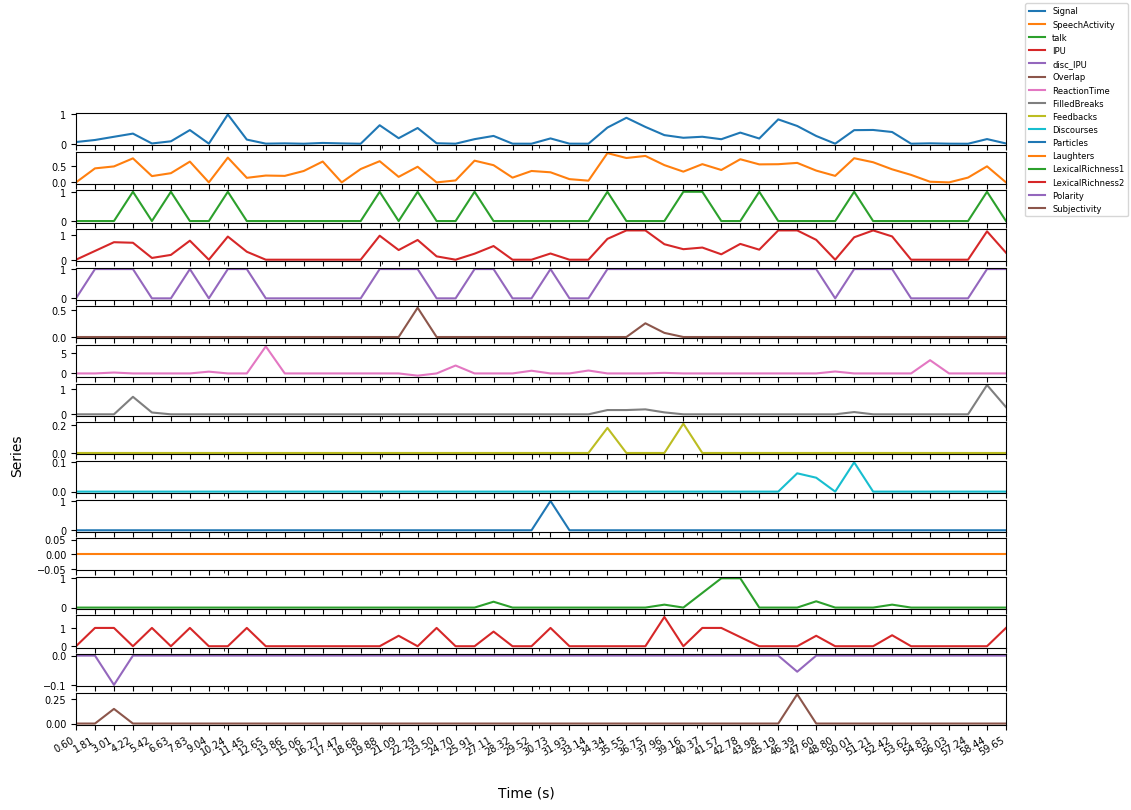 Signal
SpeechActivity
talk
IPU
disc_IPU
Overlap
ReactionTime
FilledBreaks
Feedbacks
Discourses
Particles
Laughters
LexicalRichness1
LexicalRichness2
Polarity
Subjectivity
1
0
0.5
0.0
1
0
1
0
1
0
0.5
0.0
5
0
1
0
0.2
0.0
0.1
0.0
1
0
0.05
0.00
−0.05
1
0
1
0
0.0
−0.1
0.25
0.00
Series
0.60 1.81 3.01 4.22 5.42 6.63 7.83 9.04 10.24 11.45 12.65 13.86 15.06 16.27 17.47 18.68 19.88 21.09 22.29 23.50 24.70 25.91 27.11 28.32 29.52 30.73 31.93 33.14 34.34 35.55 36.75 37.96 39.16 40.37 41.57 42.78 43.98 45.19 46.39 47.60 48.80 50.01 51.21 52.42 53.62 54.83 56.03 57.24 58.44 59.65
Time (s)